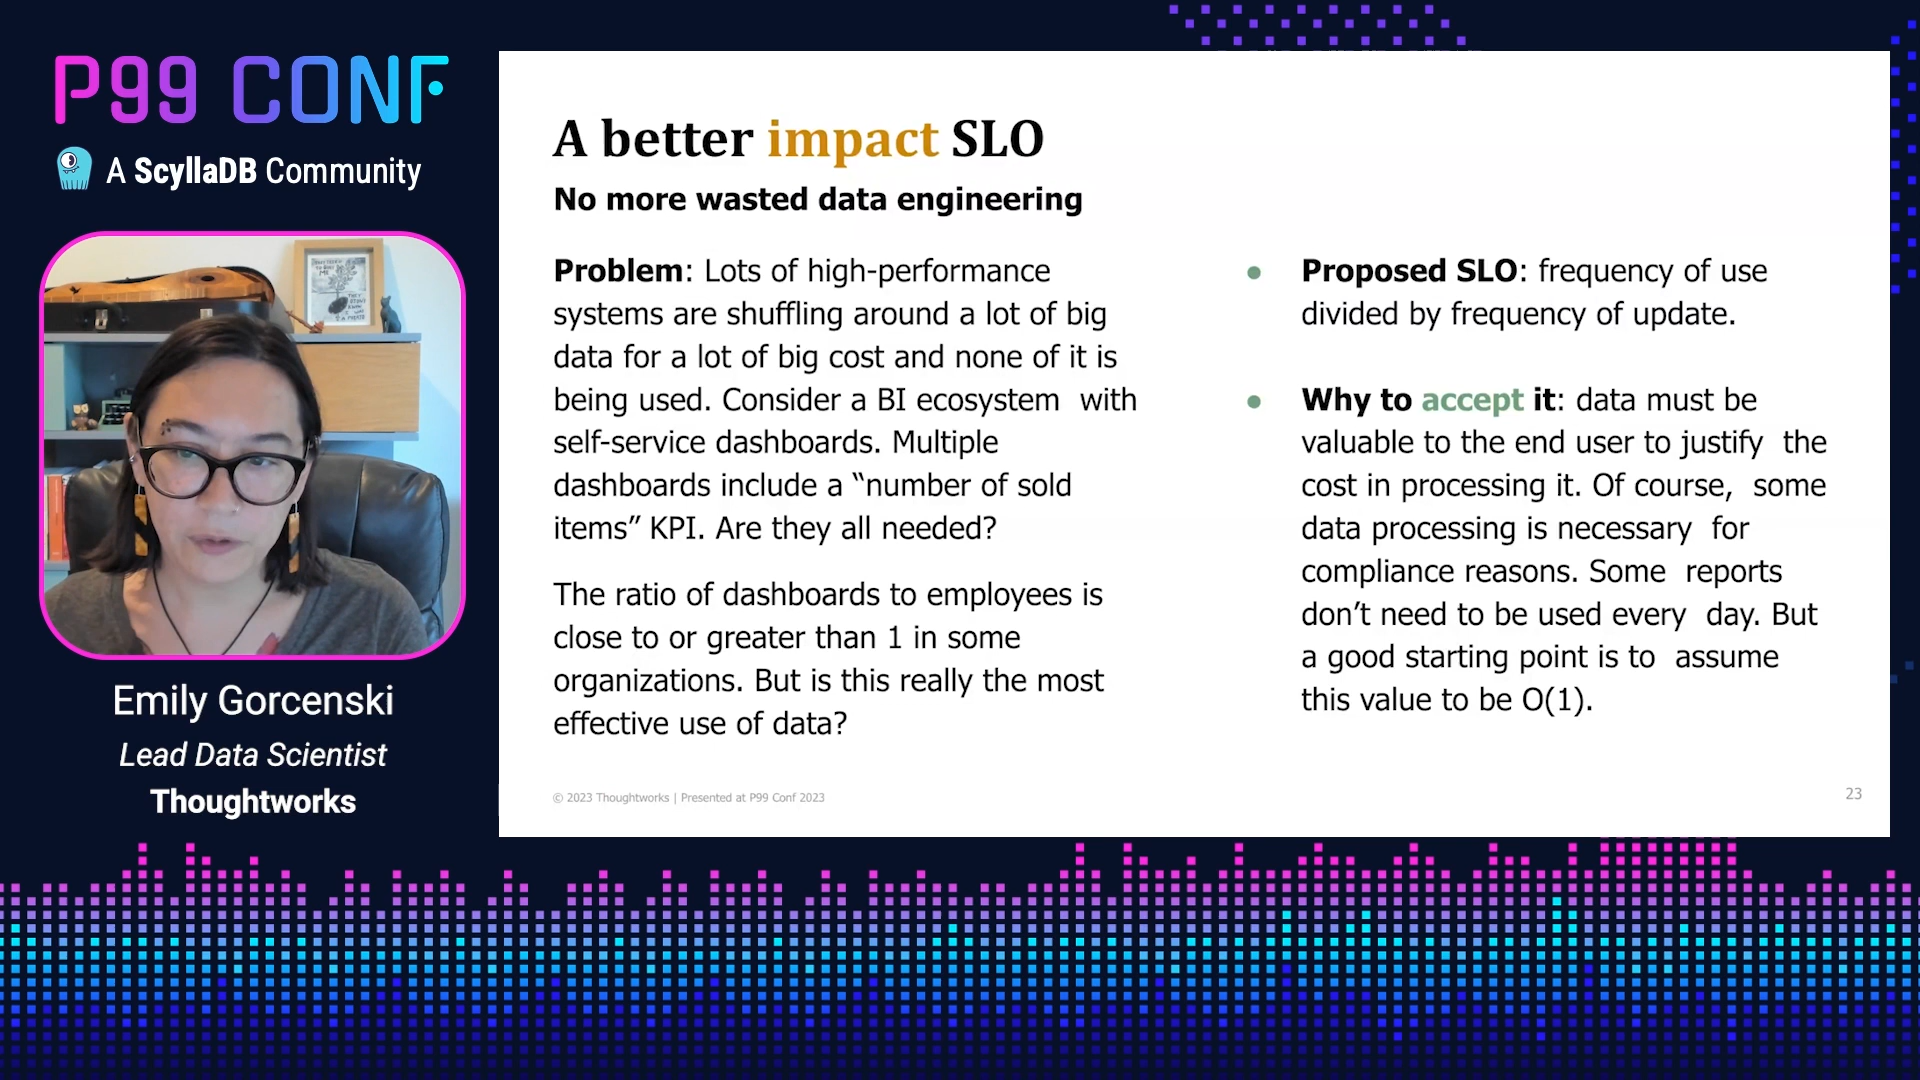 P99 CONF
A ScyllaDB Community
Emily Gorcenski
Lead Data Scientist
Thoughtworks
A better impact SLO
No more wasted data engineering
Problem: Lots of high-performance
systems are shuffling around a lot of big
data for a lot of big cost and none of it is
being used. Consider a BI ecosystem with
self-service dashboards. Multiple
dashboards include a “number of sold
items” KPI. Are they all needed?
The ratio of dashboards to employees is
close to or greater than 1 in some
organizations. But is this really the most
effective use of data?
● Proposed SLO: frequency of use
divided by frequency of update.
● Why to accept it: data must be
valuable to the end user to justify the
cost in processing it. Of course, some
data processing is necessary for
compliance reasons. Some reports
don’t need to be used every day. But
a good starting point is to assume
this value to be O(1).
© 2023 Thoughtworks | Presented at P99 Conf 2023
23